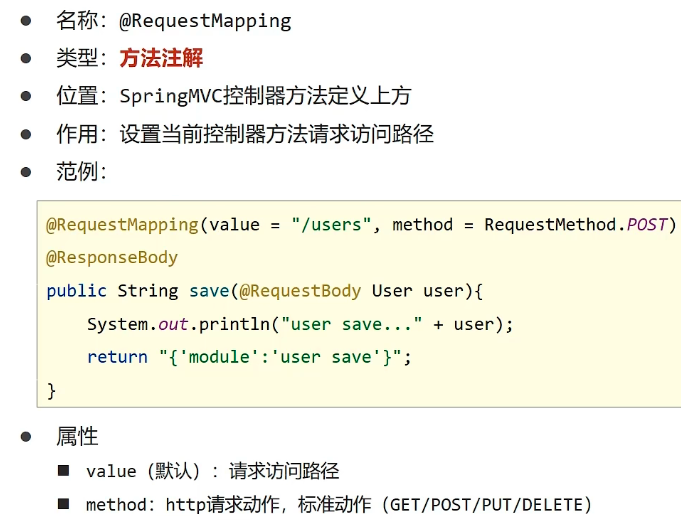 ● 名称：@RequestMapping
● 类型：方法注解
● 位置：SpringMVC控制器方法定义上方
● 作用：设置当前控制器方法请求访问路径
● 范例：
@RequestMapping(value = "/users", method = RequestMethod.POST)
@ResponseBody
public String save(@RequestBody User user){
    System.out.println("user save..." + user);
    return "{'module':'user save'}";
}
● 属性
■ value（默认）：请求访问路径
■ method：http请求动作，标准动作（GET/POST/PUT/DELETE）